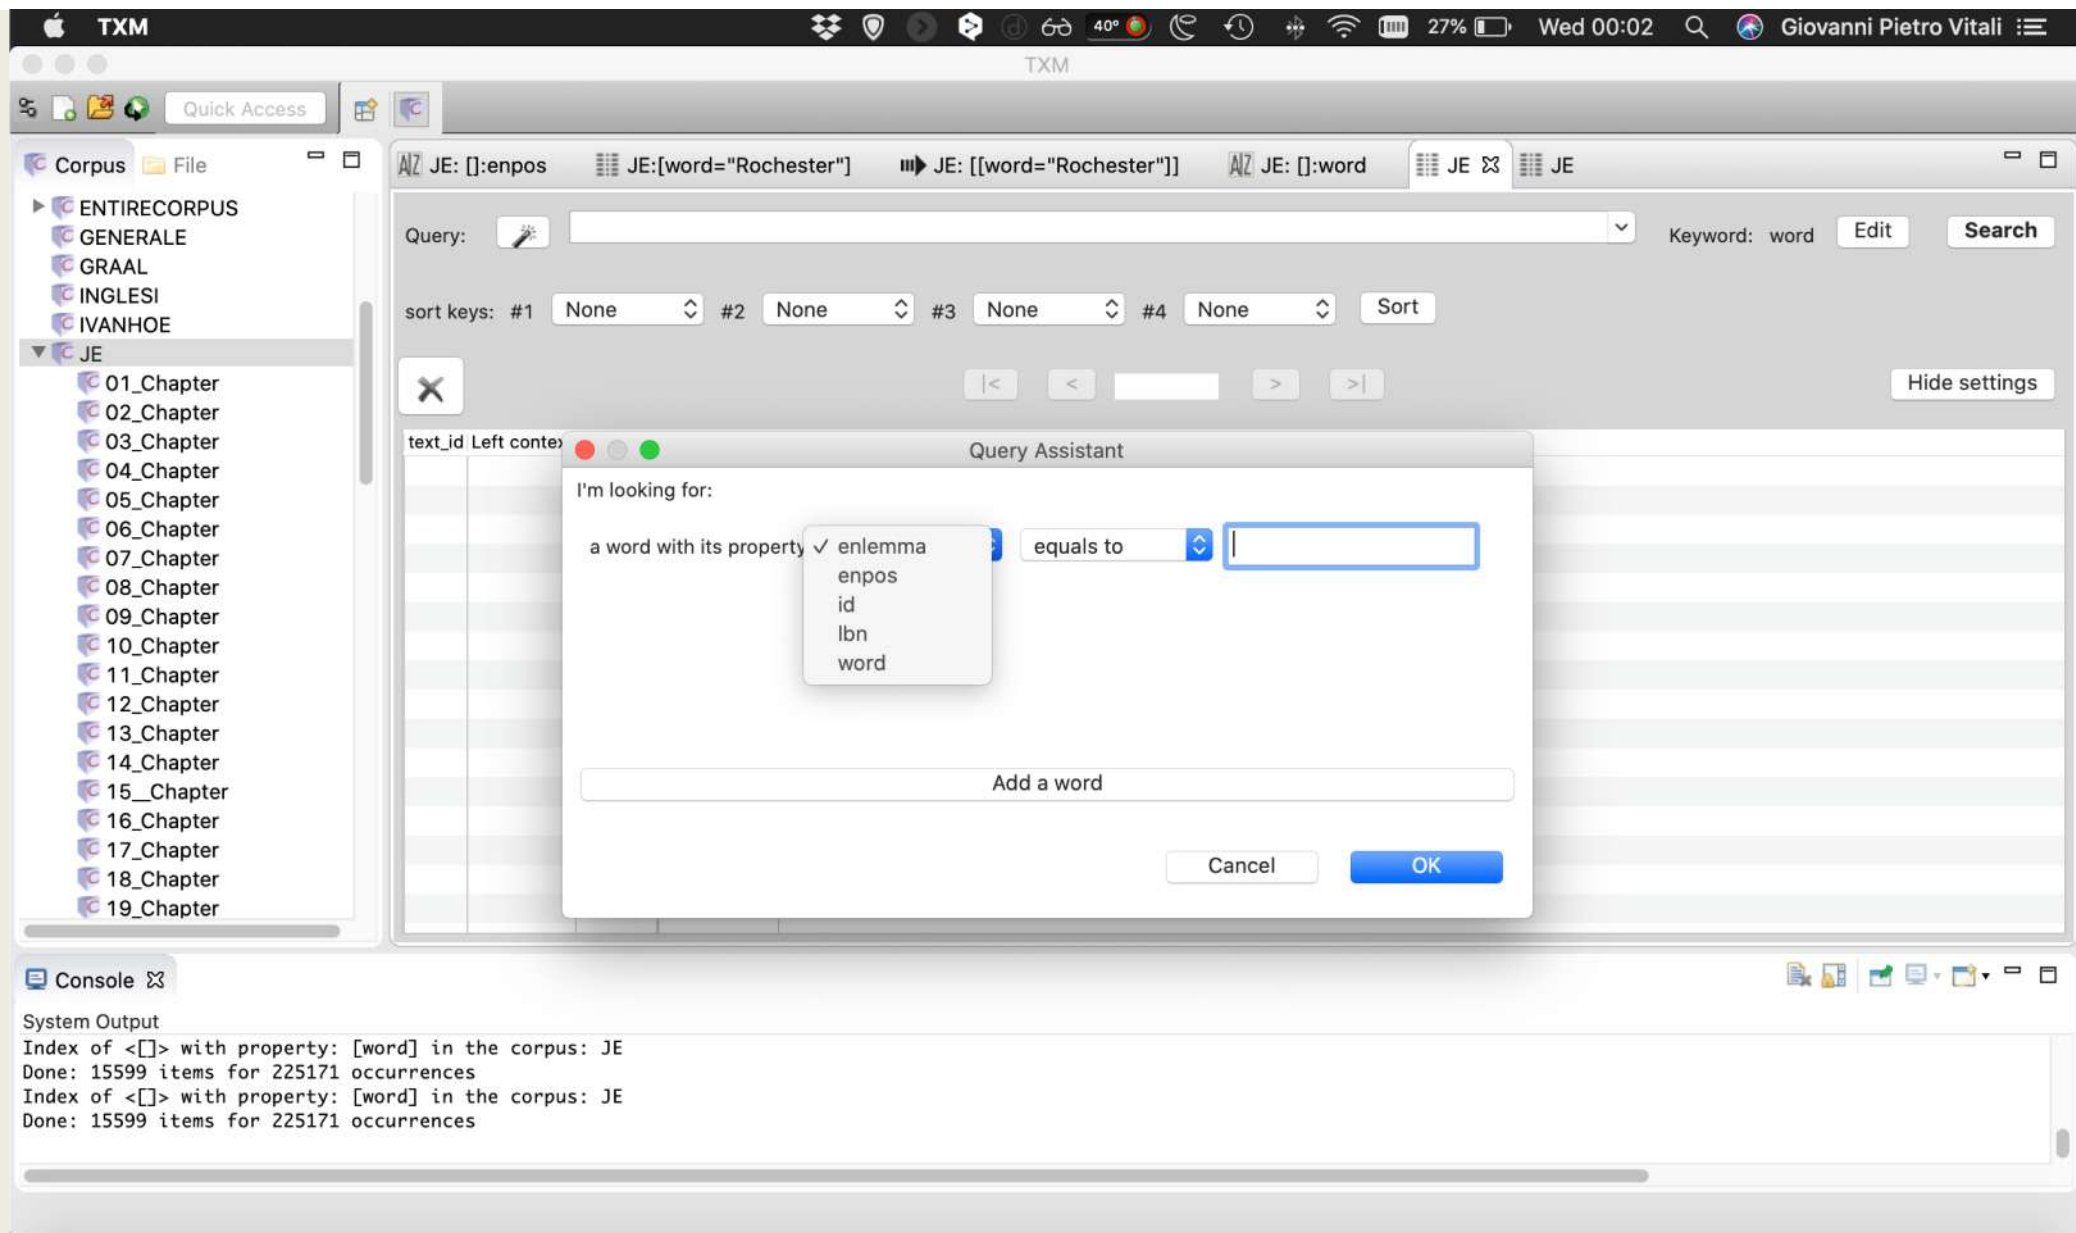 TXM 40° 27% Wed 00:02 Giovanni Pietro Vitali
TXM
Quick Access
Corpus File
JE: []:enpos JE:[word="Rochester"] JE: [[word="Rochester"]] JE: []:word JE JE
ENTIRECORPUS
GENERALE
GRAAL
INGLESI
IVANHOE
JE
01_Chapter
02_Chapter
03_Chapter
04_Chapter
05_Chapter
06_Chapter
07_Chapter
08_Chapter
09_Chapter
10_Chapter
11_Chapter
12_Chapter
13_Chapter
14_Chapter
15__Chapter
16_Chapter
17_Chapter
18_Chapter
19_Chapter
Query: Keyword: word Edit Search
sort keys: #1 None #2 None #3 None #4 None Sort
|< < > >| Hide settings
text_id Left contex
Query Assistant
I'm looking for:
a word with its property ✓ enlemma equals to
enpos
id
lbn
word
Add a word
Cancel OK
Console
System Output
Index of <[]> with property: [word] in the corpus: JE
Done: 15599 items for 225171 occurrences
Index of <[]> with property: [word] in the corpus: JE
Done: 15599 items for 225171 occurrences